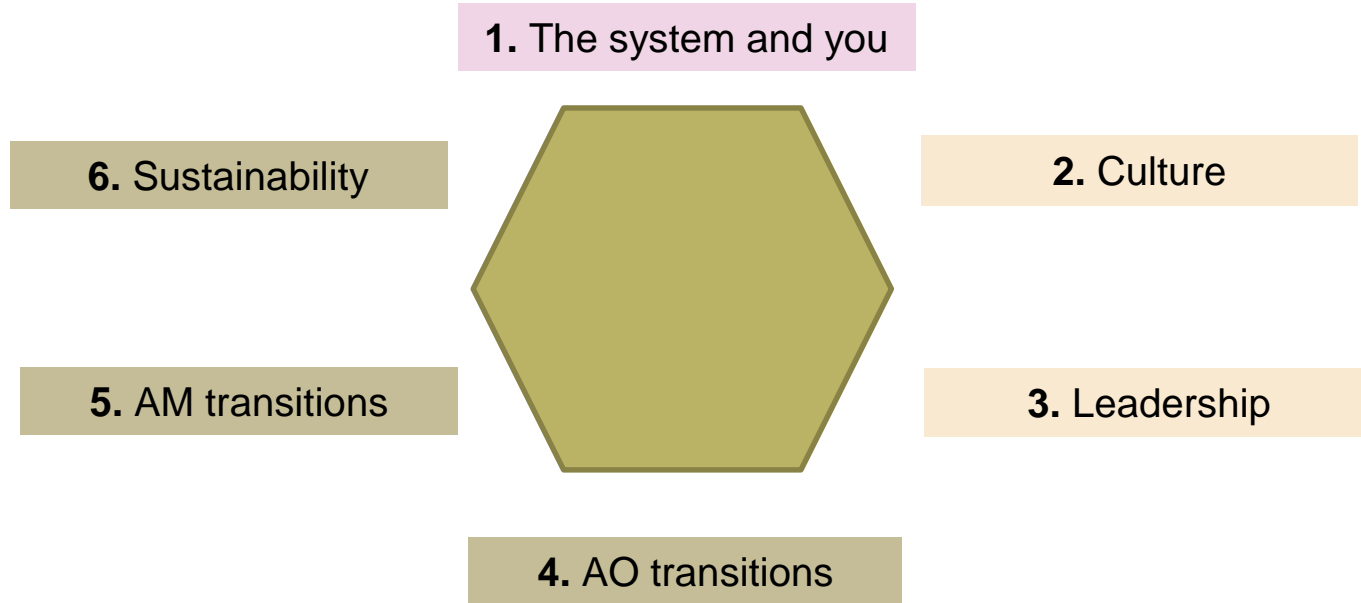 1. The system and you
2. Culture
3. Leadership
4. AO transitions
5. AM transitions
6. Sustainability